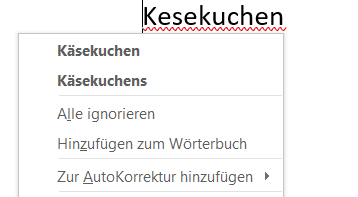 Kesekuchen
Käsekuchen
Käsekuchens
Alle ignorieren
Hinzufügen zum Wörterbuch
Zur AutoKorrektur hinzufügen